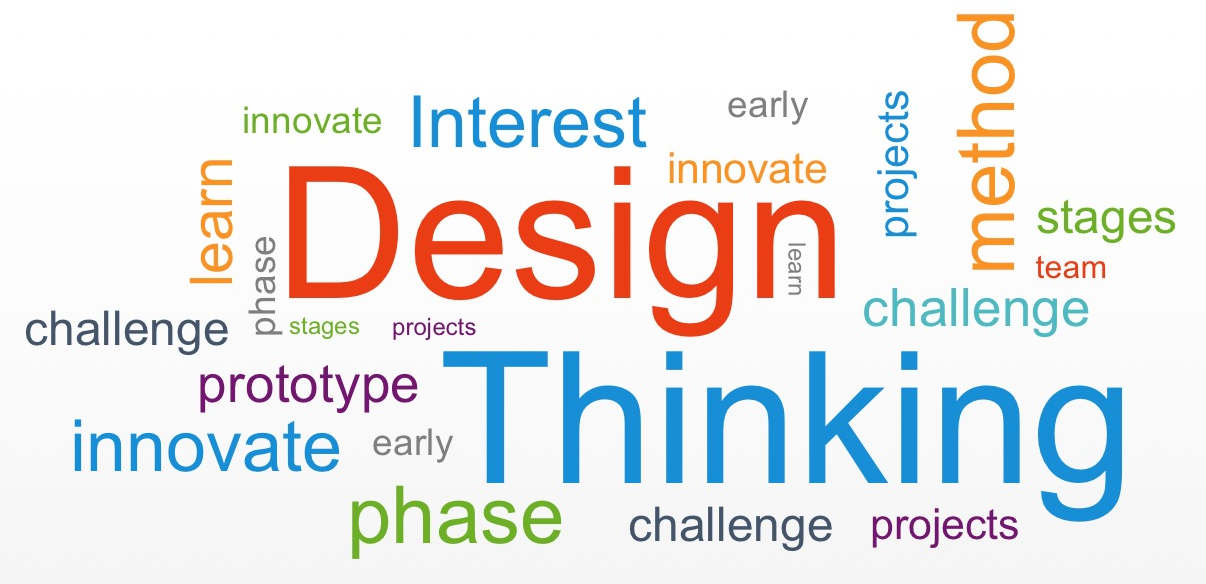 method
innovate
Interest
early
projects
innovate
learn
Design
stages
phase
learn
team
challenge
challenge
stages
projects
prototype
Thinking
innovate
early
phase
challenge
projects